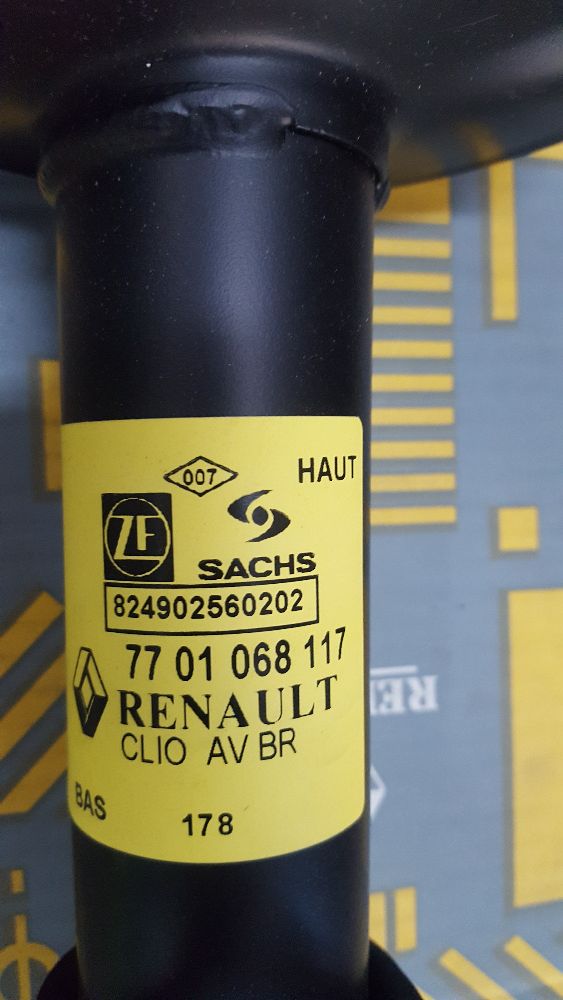 007
HAUT
ZF
SACHS
824902560202
77 01 068 117
RENAULT
CLIO AV BR
BAS
178